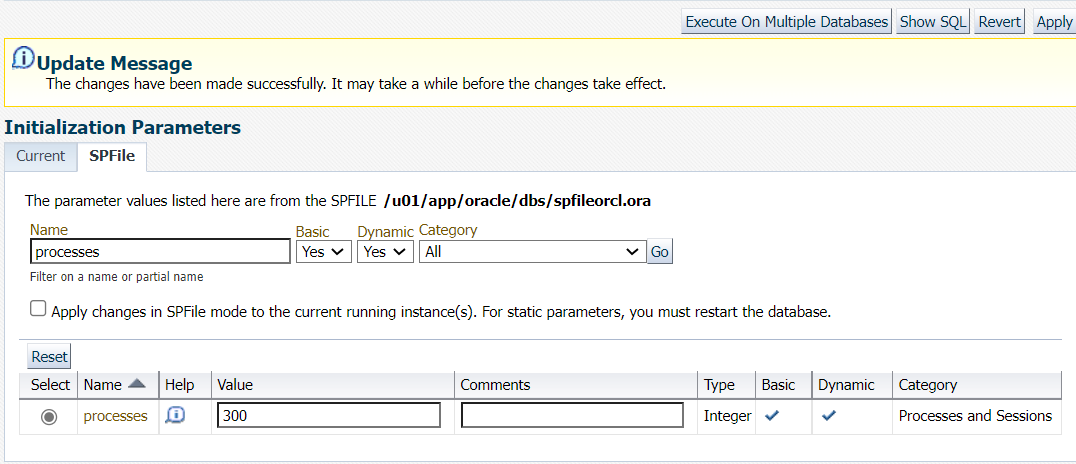 Execute On Multiple Databases Show SQL Revert Apply
Update Message
The changes have been made successfully. It may take a while before the changes take effect.
Initialization Parameters
Current SPFile
The parameter values listed here are from the SPFILE /u01/app/oracle/dbs/spfileorcl.ora
Name Basic Dynamic Category
processes Yes Yes All Go
Filter on a name or partial name
Apply changes in SPFile mode to the current running instance(s). For static parameters, you must restart the database.
Reset
Select Name Help Value Comments Type Basic Dynamic Category
processes 300 Integer Processes and Sessions